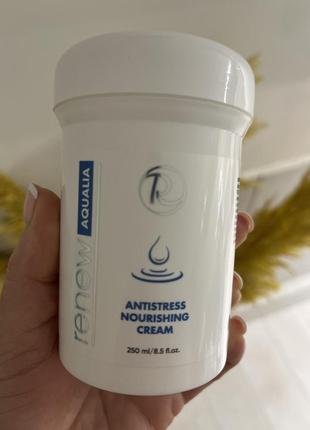 renew
AQUALIA
ANTISTRESS
NOURISHING
CREAM
250 ml/8.5 fl.oz.